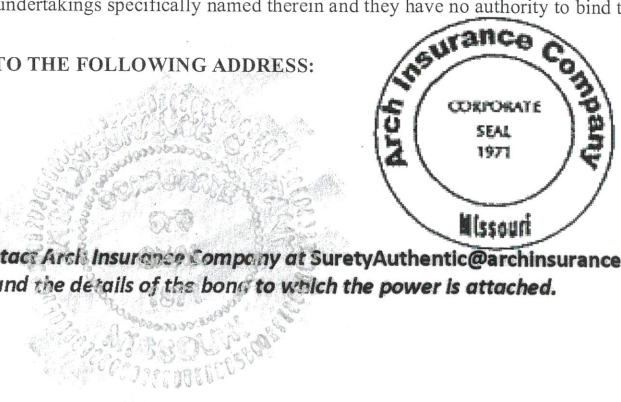 undertakings specifically named therein and they have no authority to bind t
TO THE FOLLOWING ADDRESS:
Arch Insurance Company
CORPORATE
SEAL
1971
Missouri
tact Arch Insurance Company at SuretyAuthentic@archinsurance
and the details of the bond to which the power is attached.